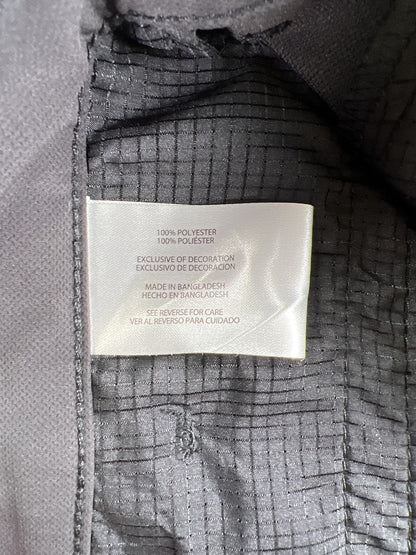 100% POLYESTER
100% POLIÉSTER
EXCLUSIVE OF DECORATION
EXCLUSIVO DE DECORACION
MADE IN BANGLADESH
HECHO EN BANGLADESH
SEE REVERSE FOR CARE
VER AL REVERSO PARA CUIDADO